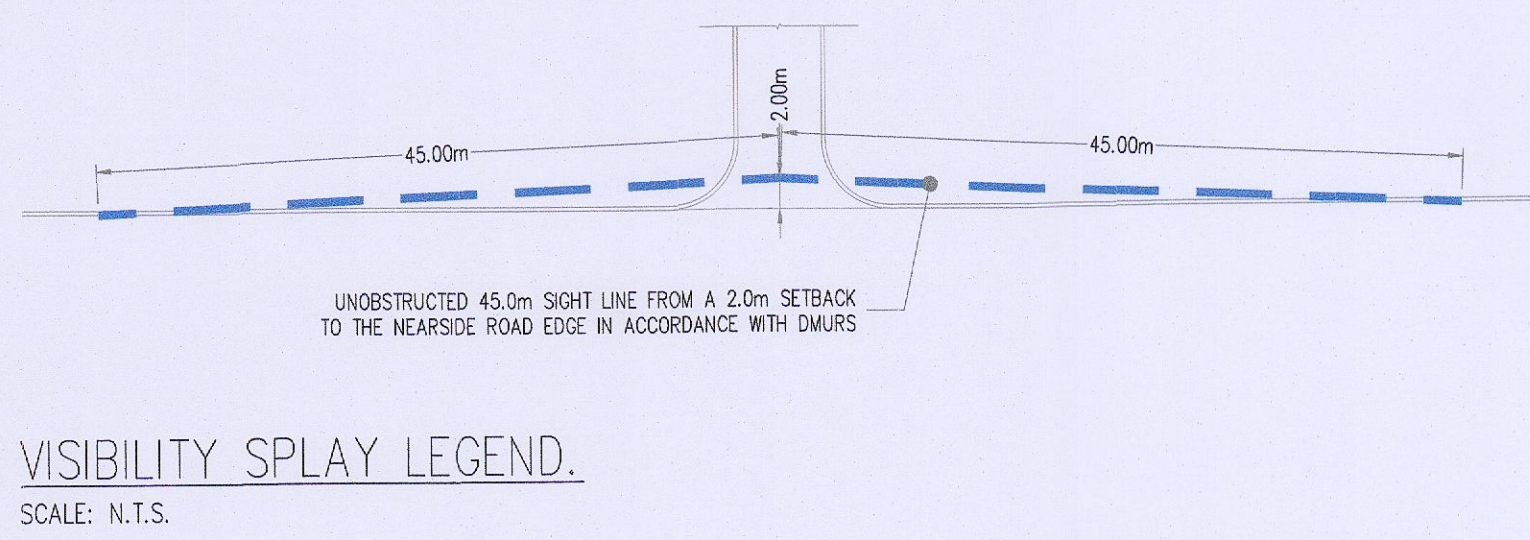 2.00m
45.00m
45.00m
UNOBSTRUCTED 45.0m SIGHT LINE FROM A 2.0m SETBACK
TO THE NEARSIDE ROAD EDGE IN ACCORDANCE WITH DMURS
VISIBILITY SPLAY LEGEND.
SCALE: N.T.S.